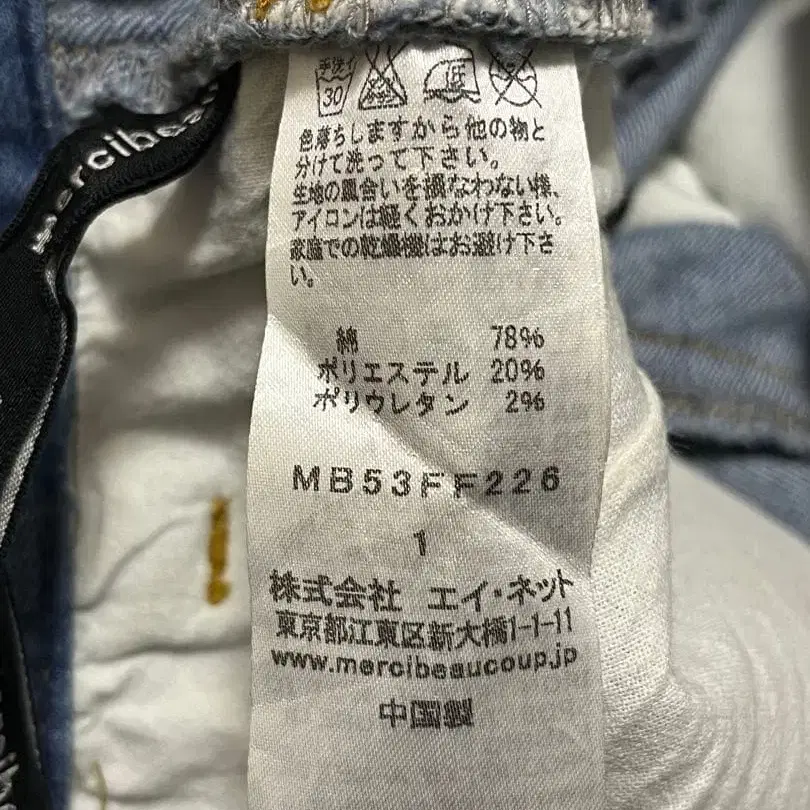 手洗イ
30
低
色落ちしますから他の物と
分けて洗って下さい。
生地の風合いを損なわない様、
アイロンは軽くおかけ下さい。
家庭での乾燥機はお避け下さ
い。
綿 78%
ポリエステル 20%
ポリウレタン 2%
MB53FF226
1
株式会社 エイ・ネット
東京都江東区新大橋1-1-11
www.mercibeaucoup.jp
中国製
mercibeau